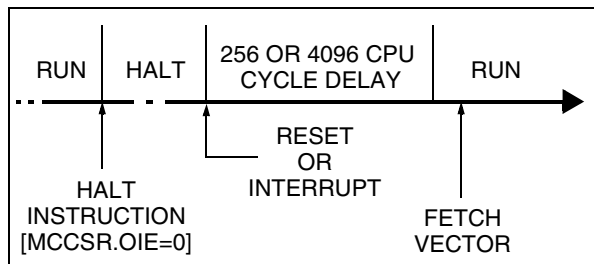 RUN
HALT
256 OR 4096 CPU
CYCLE DELAY
RUN
RESET
OR
INTERRUPT
HALT
INSTRUCTION
[MCCSR.OIE=0]
FETCH
VECTOR